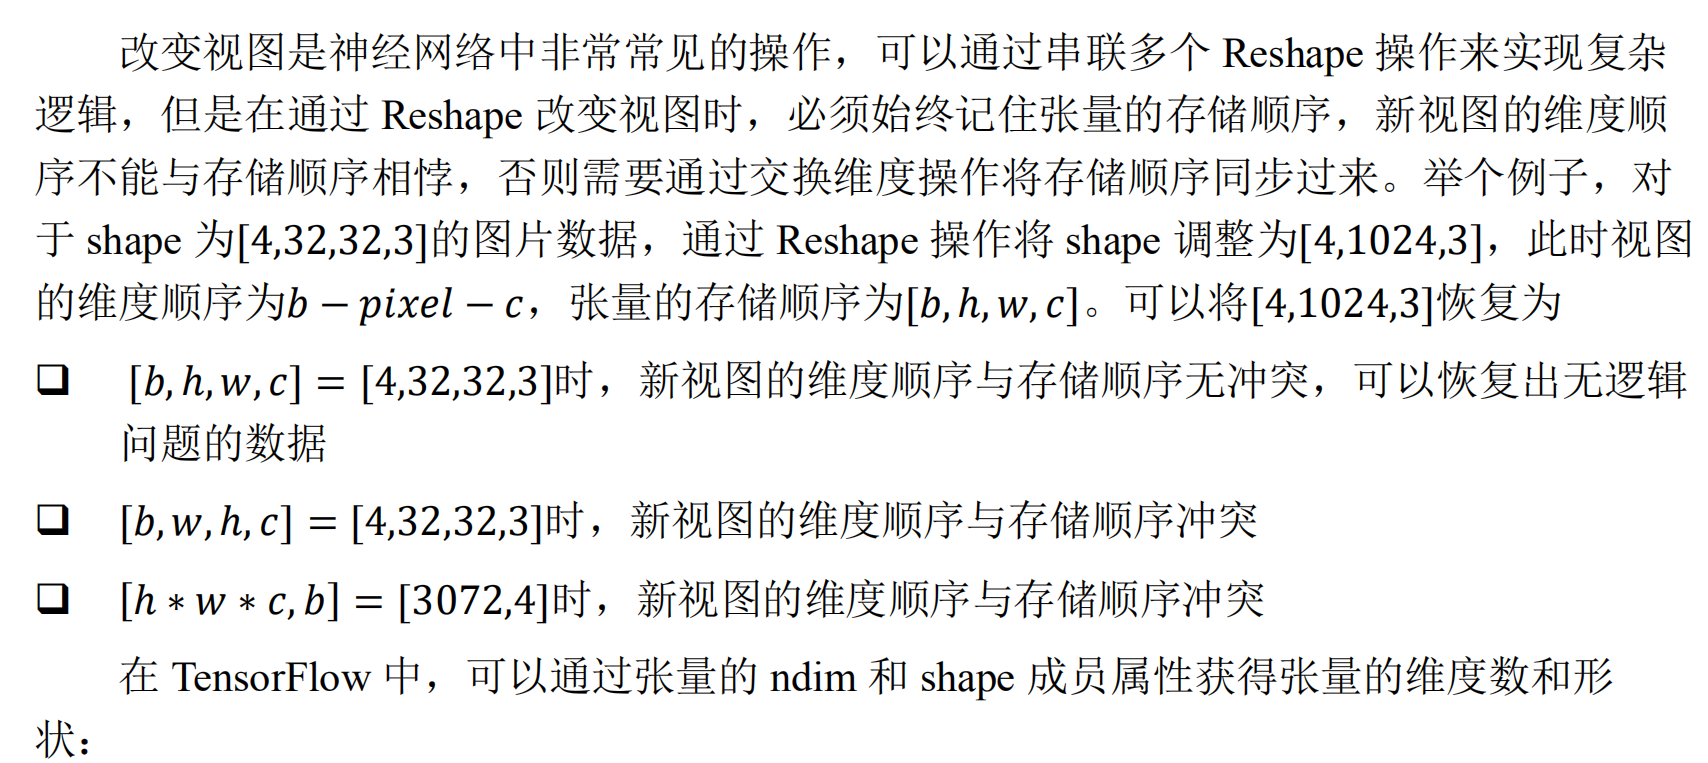 改变视图是神经网络中非常常见的操作，可以通过串联多个 Reshape 操作来实现复杂
逻辑，但是在通过 Reshape 改变视图时，必须始终记住张量的存储顺序，新视图的维度顺
序不能与存储顺序相悖，否则需要通过交换维度操作将存储顺序同步过来。举个例子，对
于 shape 为[4,32,32,3]的图片数据，通过 Reshape 操作将 shape 调整为[4,1024,3]，此时视图
的维度顺序为b − pixel − c，张量的存储顺序为[b, h, w, c]。可以将[4,1024,3]恢复为
❑ [b, h, w, c] = [4,32,32,3]时，新视图的维度顺序与存储顺序无冲突，可以恢复出无逻辑
问题的数据
❑ [b, w, h, c] = [4,32,32,3]时，新视图的维度顺序与存储顺序冲突
❑ [h ∗ w ∗ c, b] = [3072,4]时，新视图的维度顺序与存储顺序冲突
在 TensorFlow 中，可以通过张量的 ndim 和 shape 成员属性获得张量的维度数和形
状：